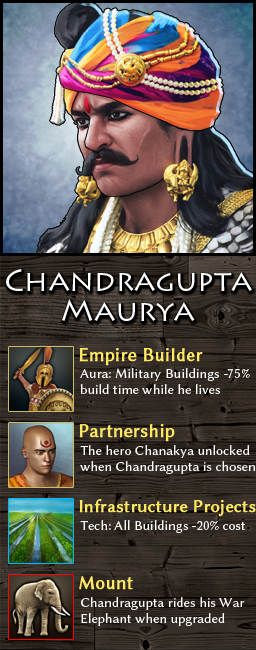 CHANDRAGUPTA
MAURYA
Empire Builder
Aura: Military Buildings -75%
build time while he lives
Partnership
The hero Chanakya unlocked
when Chandragupta is chosen
Infrastructure Projects
Tech: All Buildings -20% cost
Mount
Chandragupta rides his War
Elephant when upgraded